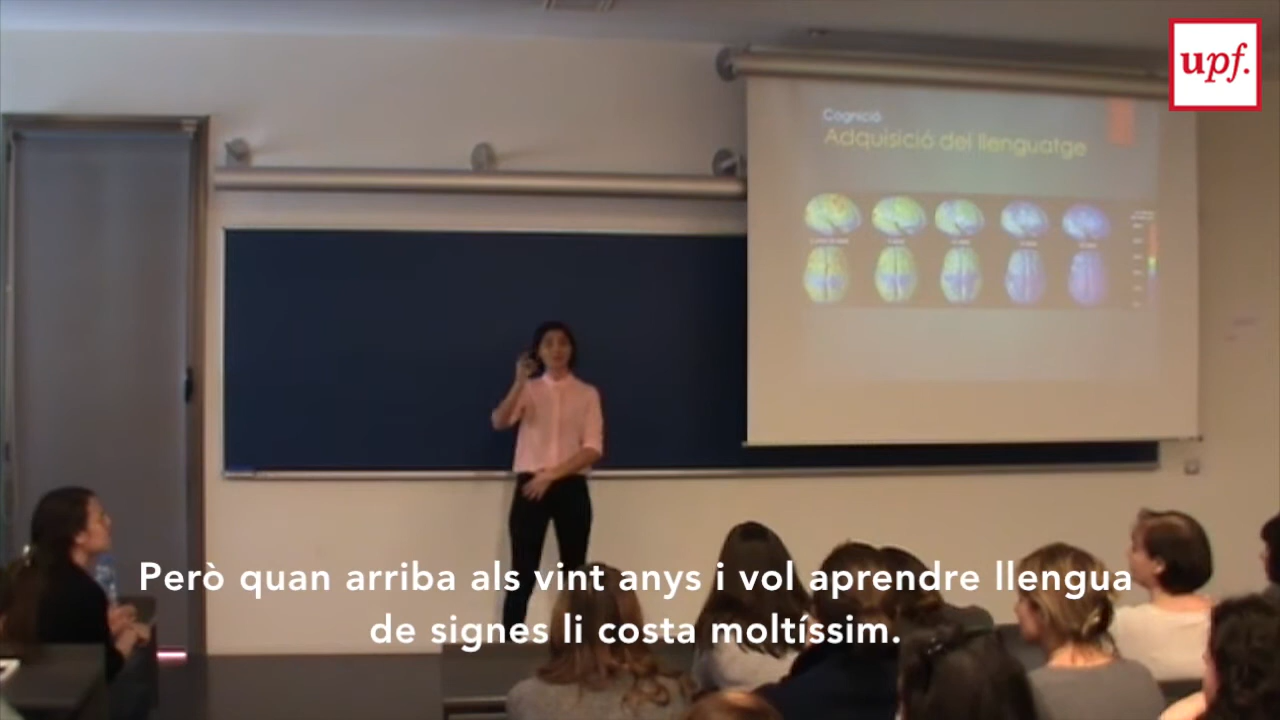 upf.
Cognició
Adquisició del llenguatge
Però quan arriba als vint anys i vol aprendre llengua
de signes li costa moltíssim.